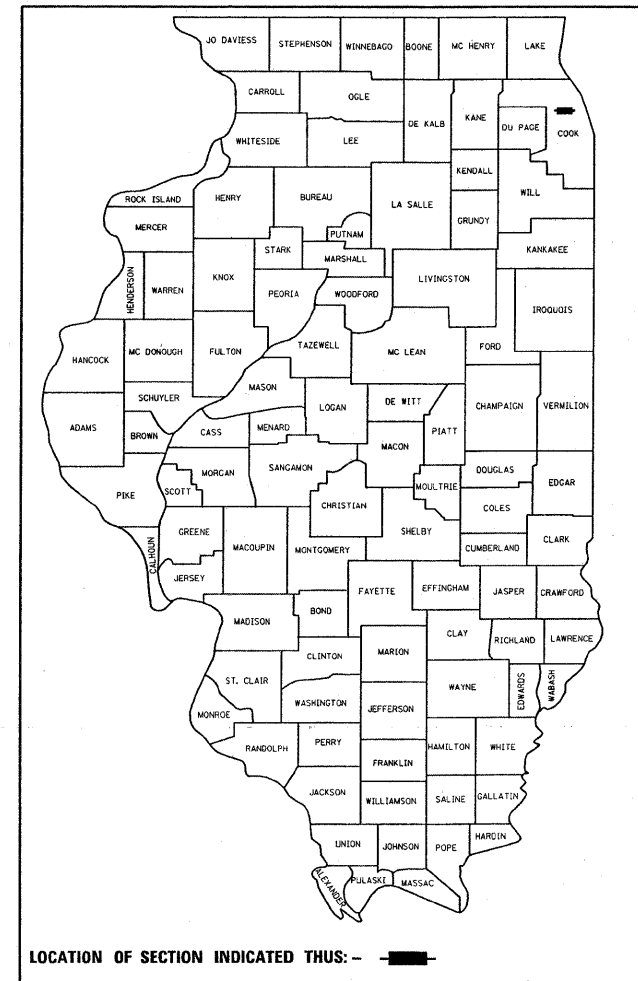 JO DAVIESS
STEPHENSON
WINNEBAGO
BOONE
MC HENRY
LAKE
CARROLL
OGLE
DE KALB
KANE
DU PAGE
COOK
WHITESIDE
LEE
KENDALL
WILL
ROCK ISLAND
HENRY
BUREAU
LA SALLE
GRUNDY
MERCER
PUTNAM
STARK
MARSHALL
KANKAKEE
HENDERSON
WARREN
KNOX
PEORIA
WOODFORD
LIVINGSTON
IROQUOIS
HANCOCK
MC DONOUGH
FULTON
TAZEWELL
MC LEAN
FORD
MASON
SCHUYLER
LOGAN
DE WITT
CHAMPAIGN
VERMILION
ADAMS
BROWN
CASS
MENARD
PIATT
MACON
MORGAN
SANGAMON
DOUGLAS
EDGAR
PIKE
SCOTT
CHRISTIAN
MOULTRIE
COLES
GREENE
MACOUPIN
MONTGOMERY
SHELBY
CUMBERLAND
CLARK
CALHOUN
JERSEY
FAYETTE
EFFINGHAM
JASPER
CRAWFORD
MADISON
BOND
CLAY
RICHLAND
LAWRENCE
CLINTON
MARION
ST. CLAIR
WAYNE
EDWARDS
WABASH
WASHINGTON
JEFFERSON
MONROE
RANDOLPH
PERRY
HAMILTON
WHITE
FRANKLIN
JACKSON
WILLIAMSON
SALINE
GALLATIN
UNION
JOHNSON
POPE
HARDIN
ALEXANDER
PULASKI
MASSAC
LOCATION OF SECTION INDICATED THUS: -